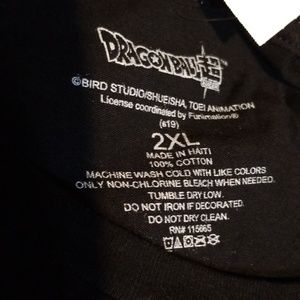 DRAGONBALL超
SUPER
©BIRD STUDIO/SHUEISHA, TOEI ANIMATION
License coordinated by Funimation®
(s19)
2XL
MADE IN HAITI
100% COTTON
MACHINE WASH COLD WITH LIKE COLORS
ONLY NON-CHLORINE BLEACH WHEN NEEDED.
TUMBLE DRY LOW.
DO NOT IRON IF DECORATED.
DO NOT DRY CLEAN.
RN# 115665